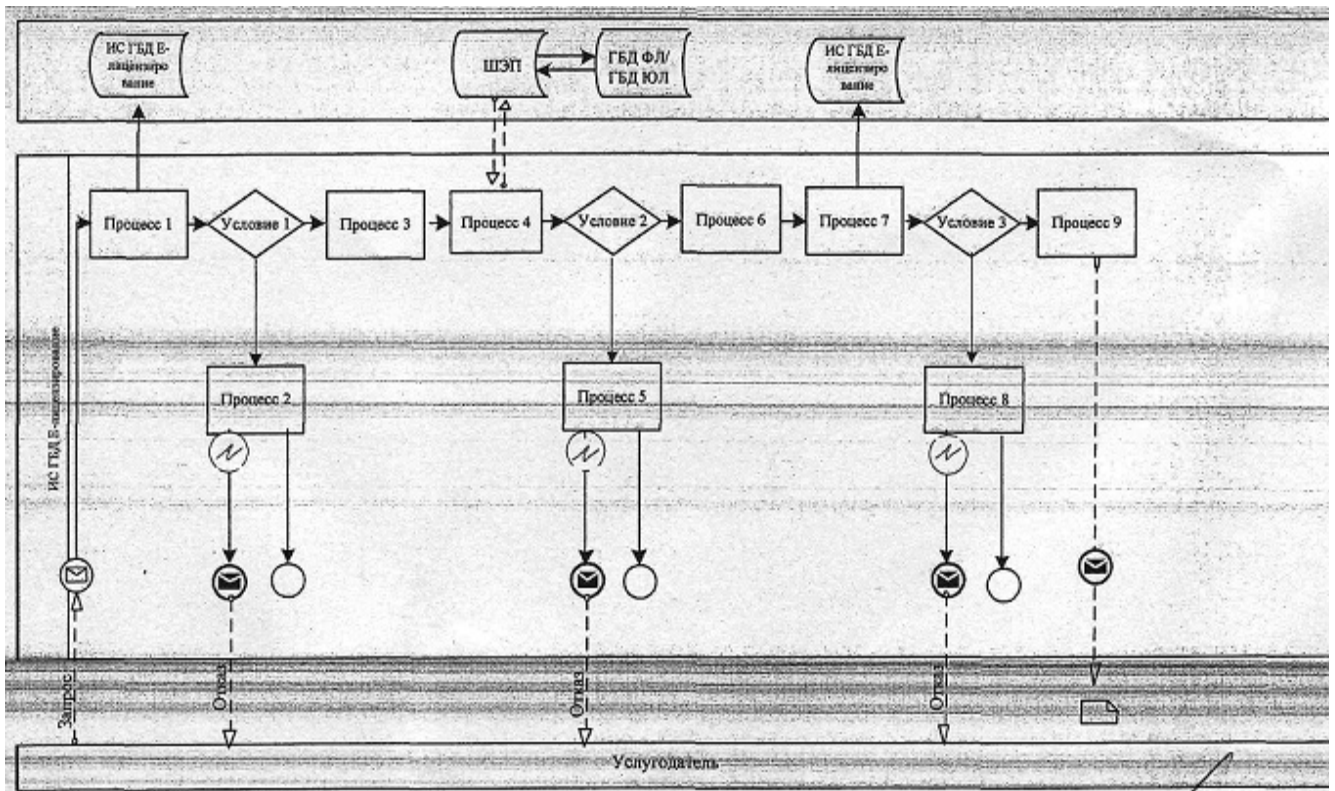 ИС ГБД Е-
лицензиро
вание
ШЭП
ГБД ФЛ/
ГБД ЮЛ
ИС ГБД Е-
лицензиро
вание
Процесс 1
Условие 1
Процесс 3
Процесс 4
Условие 2
Процесс 6
Процесс 7
Условие 3
Процесс 9
ИС ГБД Е-лицензирование
Процесс 2
Процесс 5
Процесс 8
Запрос
Отказ
Отказ
Отказ
Услугодатель